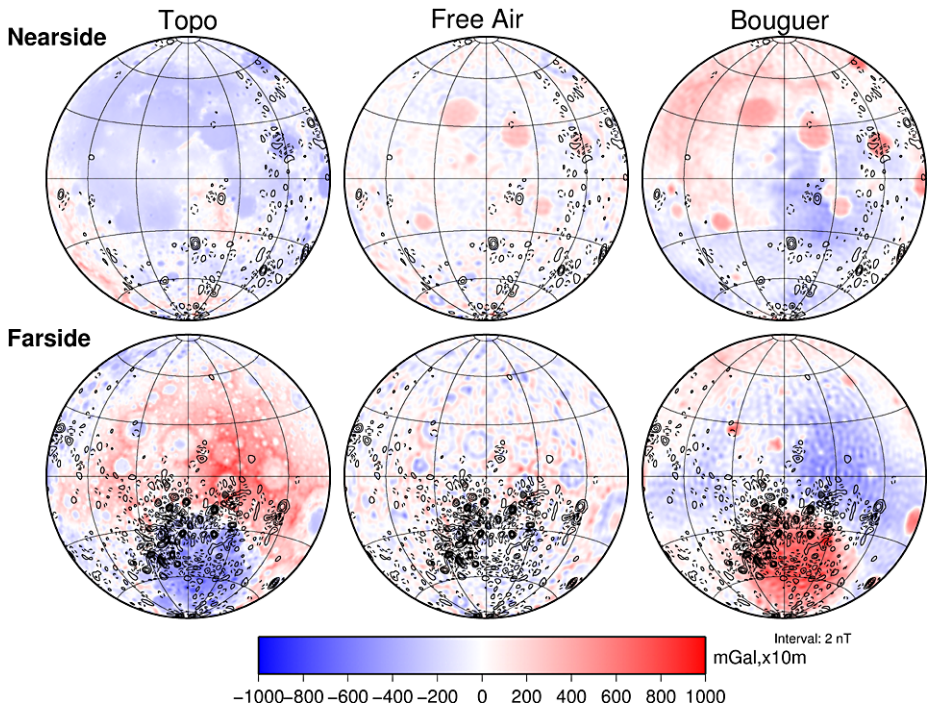 Topo Free Air Bouguer
Nearside
Farside
Interval: 2 nT
mGal,x10m
−1000 −800 −600 −400 −200 0 200 400 600 800 1000